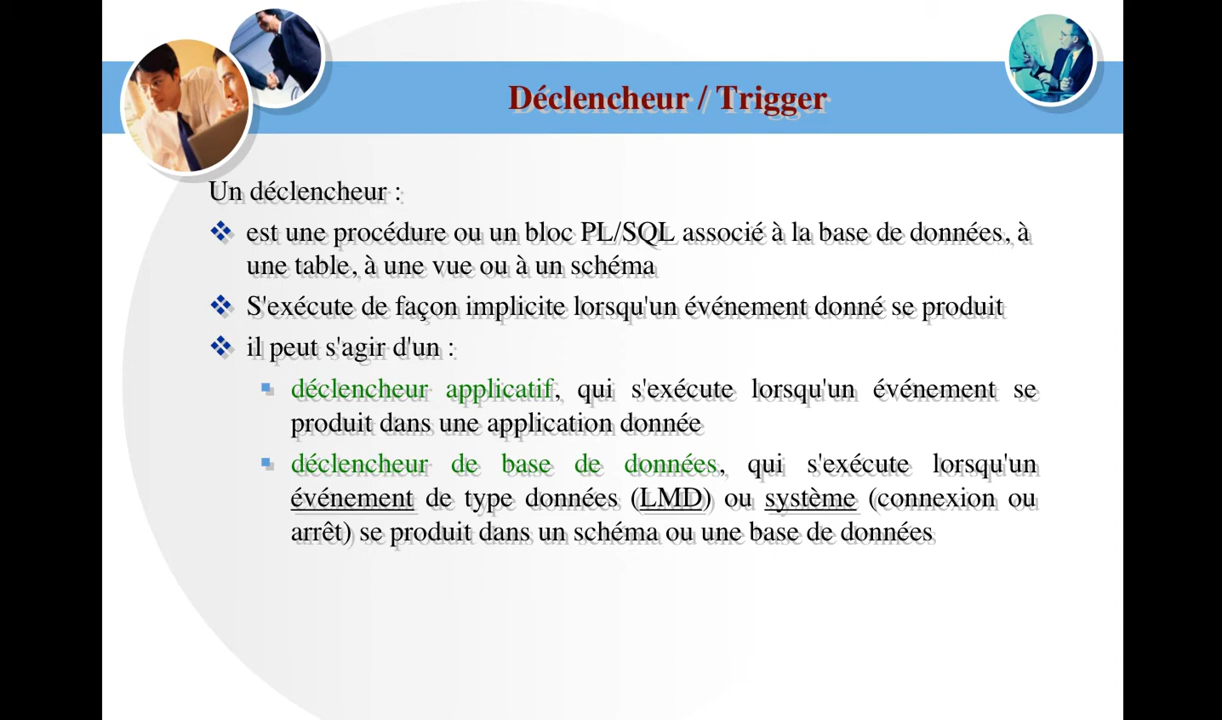 Déclencheur / Trigger
Un déclencheur :
est une procédure ou un bloc PL/SQL associé à la base de données, à
une table, à une vue ou à un schéma
S'exécute de façon implicite lorsqu'un événement donné se produit
il peut s'agir d'un :
déclencheur applicatif, qui s'exécute lorsqu'un événement se
produit dans une application donnée
déclencheur de base de données, qui s'exécute lorsqu'un
événement de type données (LMD) ou système (connexion ou
arrêt) se produit dans un schéma ou une base de données